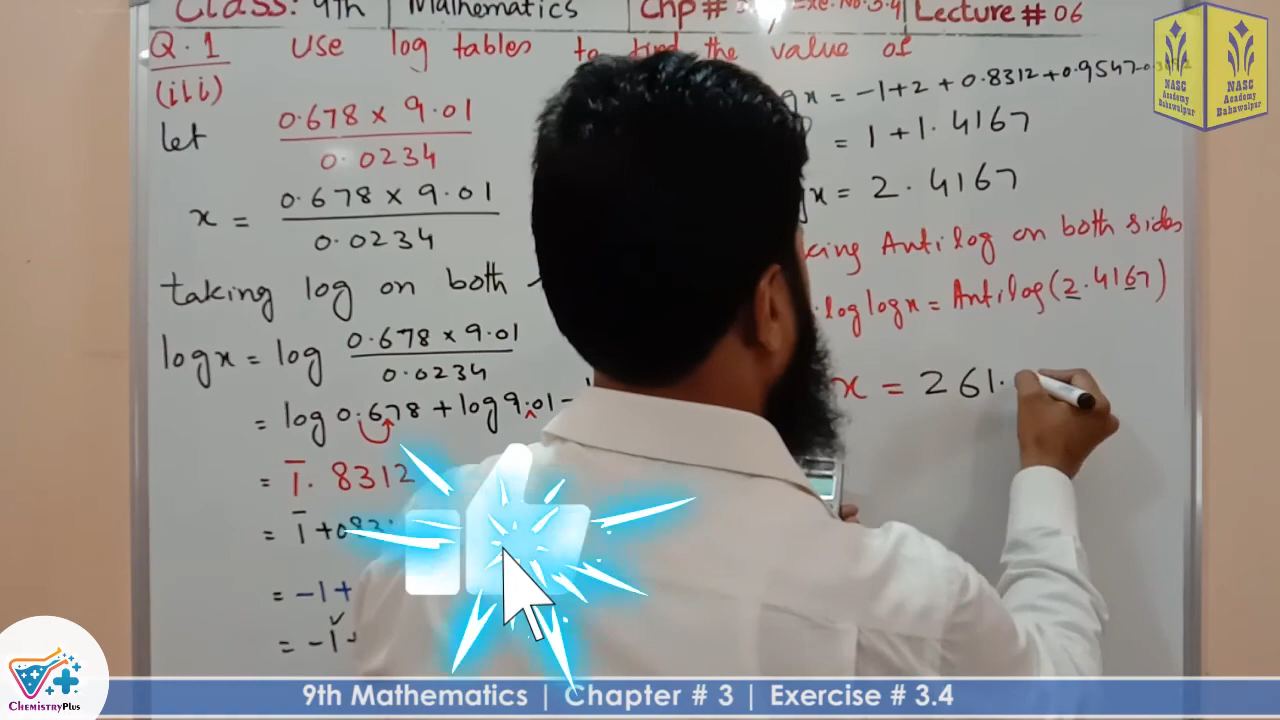 Class: 9th Mathematics Chp # Exe. No 3.4 Lecture # 06
Q. 1 Use log tables to find the value of
(iii) 0.678 × 9.01
0.0234
let
x = 0.678 × 9.01
0.0234
taking log on both
log x = log 0.678 × 9.01
0.0234
= log 0.678 + log 9.01 -
= 1̅. 8312
= 1̅ +
= -1 +
= -1
x = -1+2 + 0.8312 + 0.9547 -
= 1 + 1.4167
x = 2.4167
Antilog on both sides
log log x = Antilog (2.4167)
x = 261.
NASC
Academy
Bahawalpur
NASC
Academy
Bahawalpur
ChemistryPlus
9th Mathematics | Chapter # 3 | Exercise # 3.4